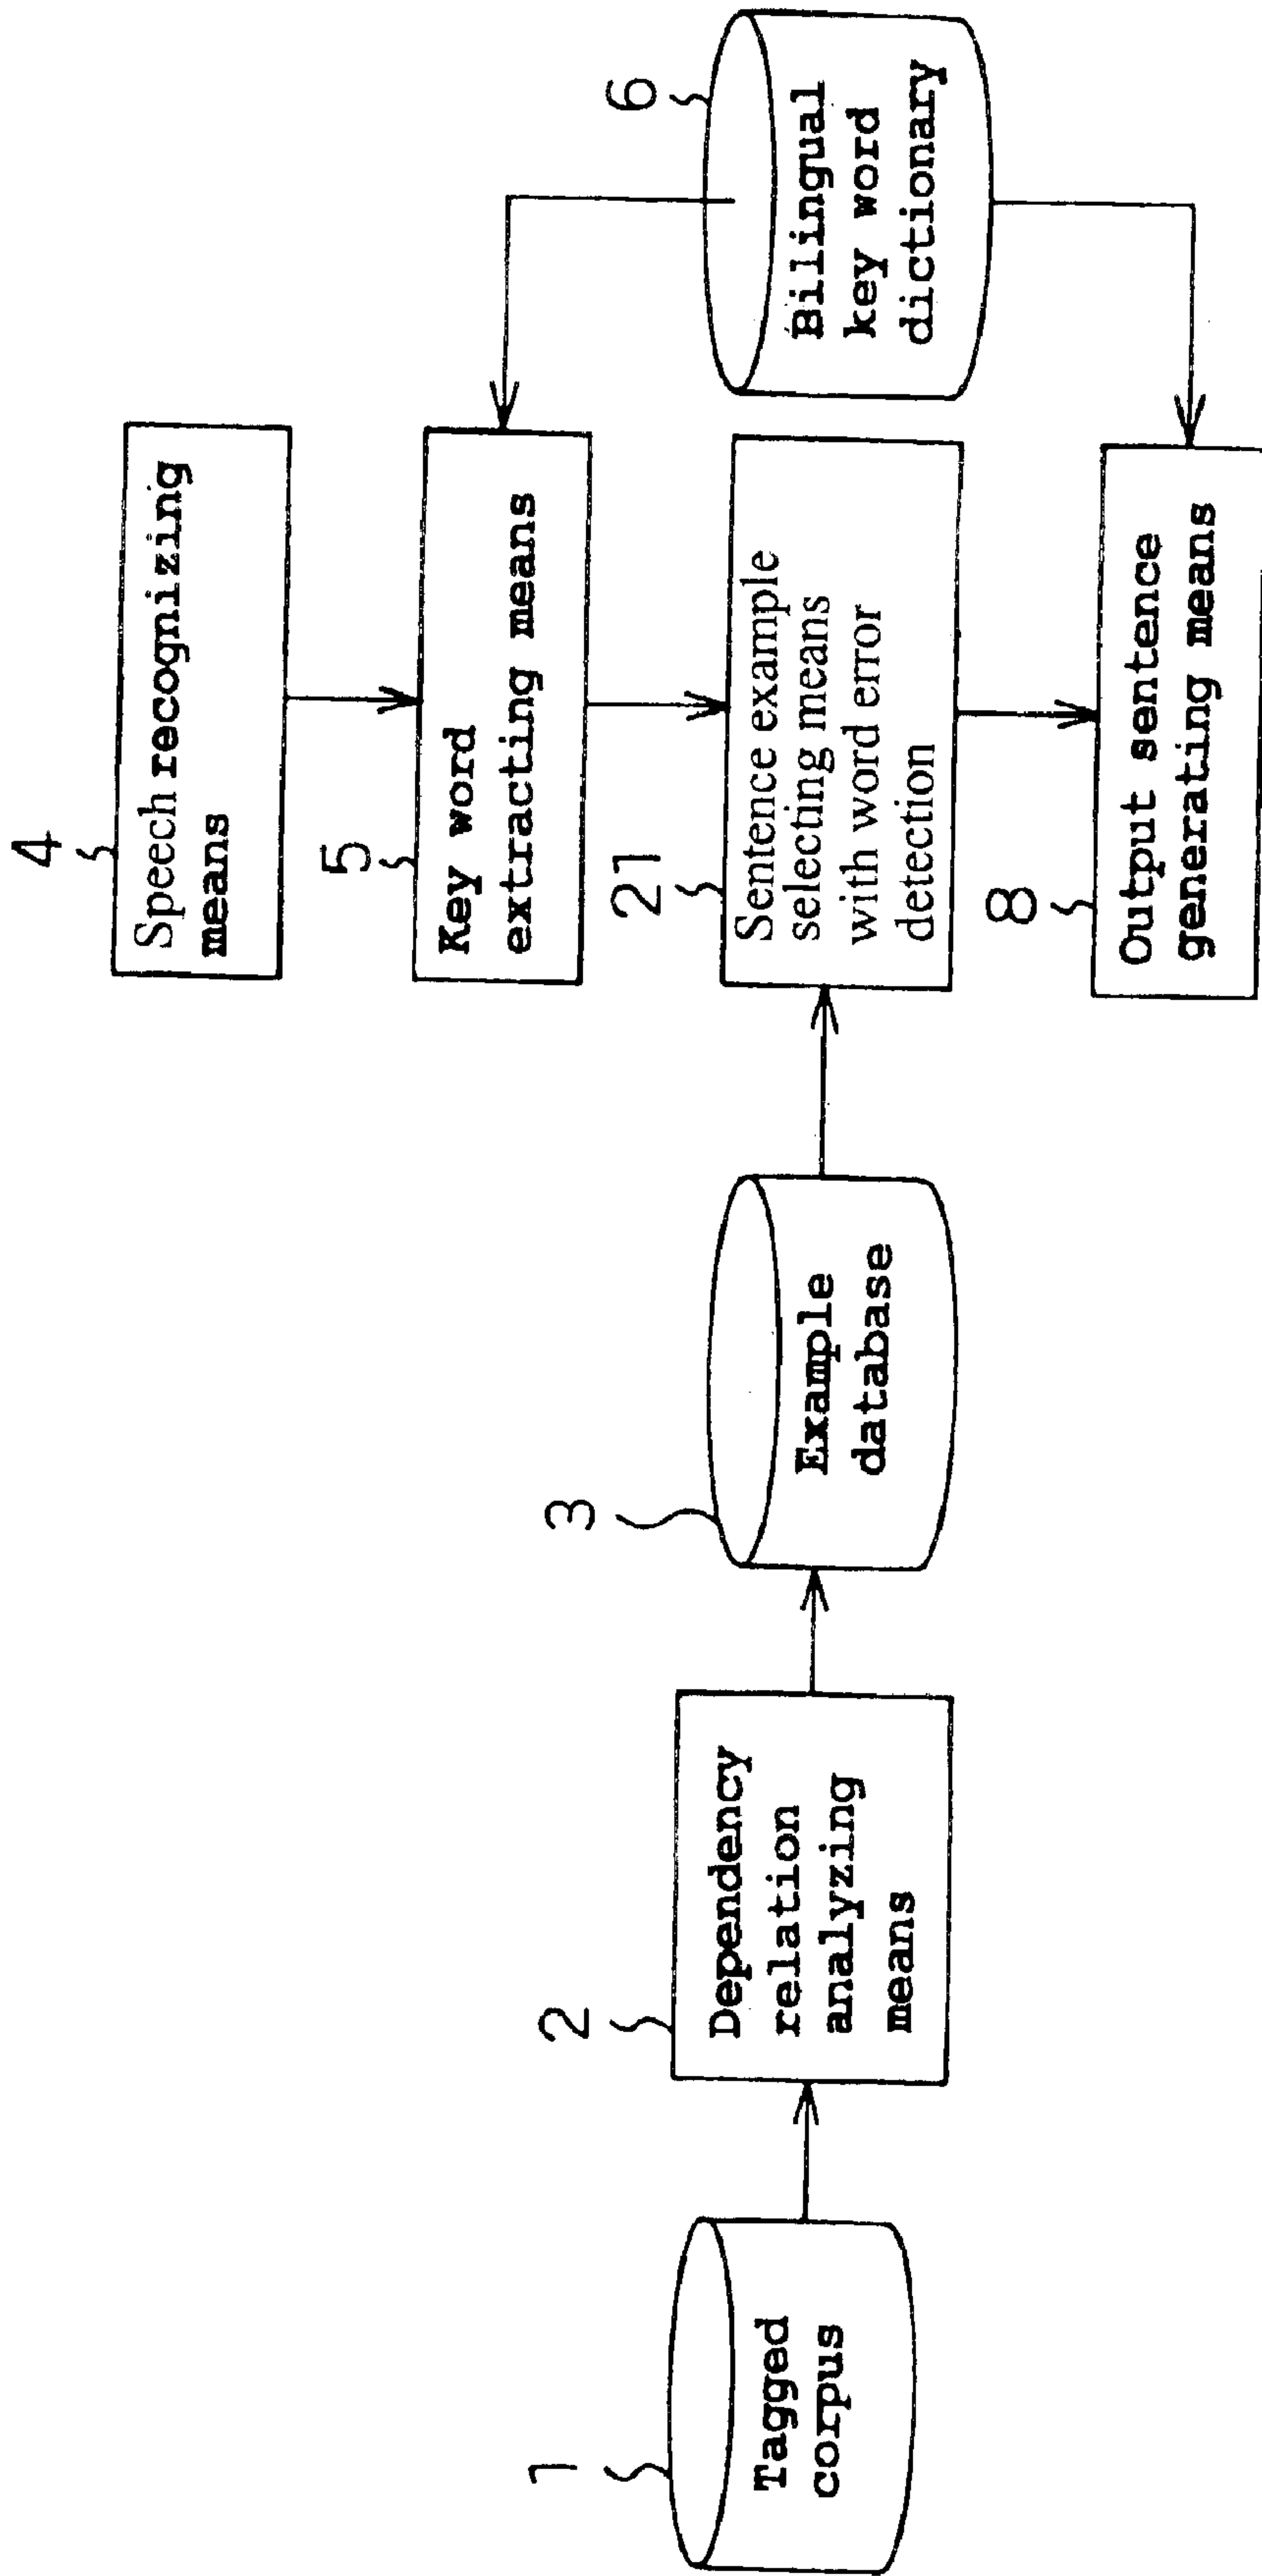 4
Speech recognizing
means
5
Key word
extracting means
6
Bilingual
key word
dictionary
1
Tagged
corpus
2
Dependency
relation
analyzing
means
3
Example
database
21
Sentence example
selecting means
with word error
detection
8
Output sentence
generating means